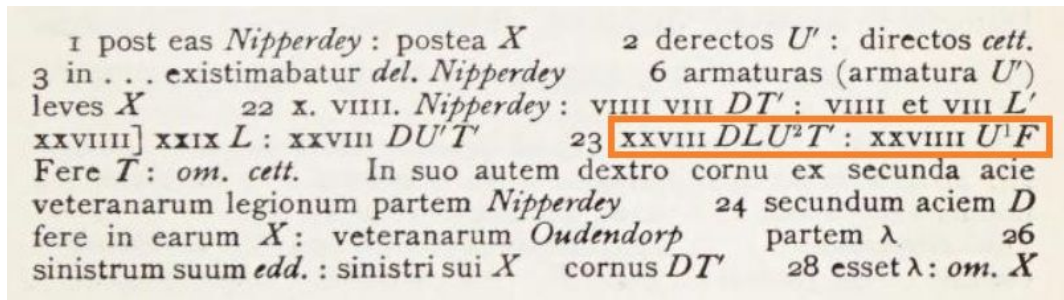 1 post eas Nipperdey : postea X 2 derectos U' : directos cett.
3 in . . . existimabatur del. Nipperdey 6 armaturas (armatura U')
leves X 22 x. viiii. Nipperdey : viiii viii DT' : viiii et viii L'
xxviiii] xxix L : xxviii DU'T' 23 xxviii DLU²T' : xxviiii U¹F
Fere T : om. cett. In suo autem dextro cornu ex secunda acie
veteranarum legionum partem Nipperdey 24 secundum aciem D
fere in earum X : veteranarum Oudendorp partem λ 26
sinistrum suum edd. : sinistri sui X cornus DT' 28 esset λ : om. X